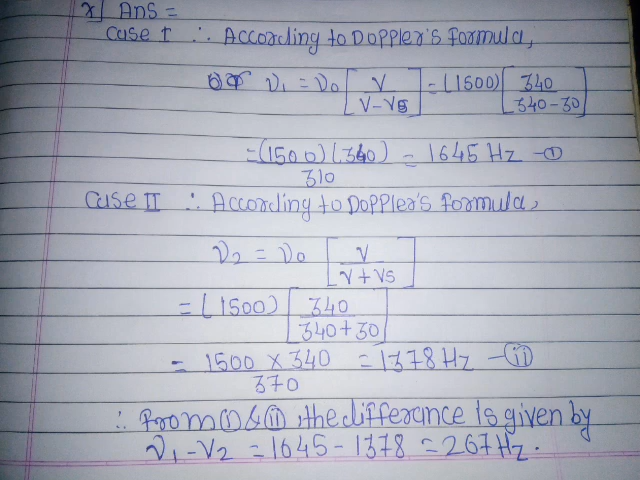 x] Ans =
Case I ∴ According to Doppler's formula,
ν₁ = ν₀ [V / V-Vs] = (1500) [340 / 340-30]
= (1500)(340) / 310 = 1645 Hz -①
Case II ∴ According to Doppler's formula,
ν₂ = ν₀ [V / V+Vs]
= (1500) [340 / 340+30]
= 1500 × 340 / 370 = 1378 Hz -(ii)
∴ From ① & (ii), the difference is given by
ν₁-ν₂ = 1645-1378 = 267 Hz.